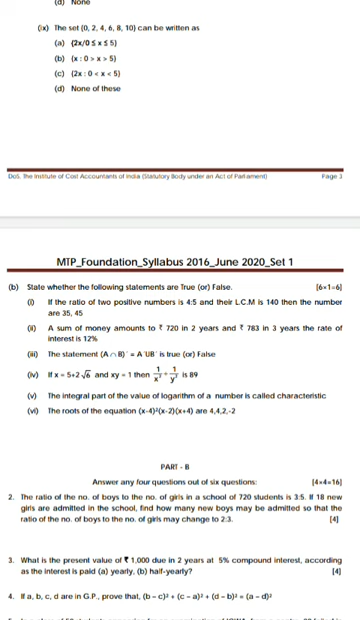 (d) None
(ix) The set {0, 2, 4, 6, 8, 10} can be written as
(a) {2x/0 ≤ x ≤ 5}
(b) {x : 0 > x > 5}
(c) {2x : 0 < x < 5}
(d) None of these
DoS, The Institute of Cost Accountants of India (Statutory Body under an Act of Parliament) Page 3
MTP_Foundation_Syllabus 2016_June 2020_Set 1
(b) State whether the following statements are True (or) False. [6×1=6]
(i) If the ratio of two positive numbers is 4:5 and their L.C.M is 140 then the number
are 35, 45
(ii) A sum of money amounts to ₹ 720 in 2 years and ₹ 783 in 3 years the rate of
interest is 12%
(iii) The statement (A∩B)' = A'UB' is true (or) False
(iv) If x = 5+2√6 and xy = 1 then 1/x² + 1/y² is 89
(v) The integral part of the value of logarithm of a number is called characteristic
(vi) The roots of the equation (x-4)²(x-2)(x+4) are 4,4,2,-2
PART - B
Answer any four questions out of six questions: [4×4=16]
2. The ratio of the no. of boys to the no. of girls in a school of 720 students is 3:5. If 18 new
girls are admitted in the school, find how many new boys may be admitted so that the
ratio of the no. of boys to the no. of girls may change to 2:3. [4]
3. What is the present value of ₹ 1,000 due in 2 years at 5% compound interest, according
as the interest is paid (a) yearly, (b) half-yearly? [4]
4. If a, b, c, d are in G.P., prove that, (b – c)² + (c – a)² + (d – b)² = (a – d)²